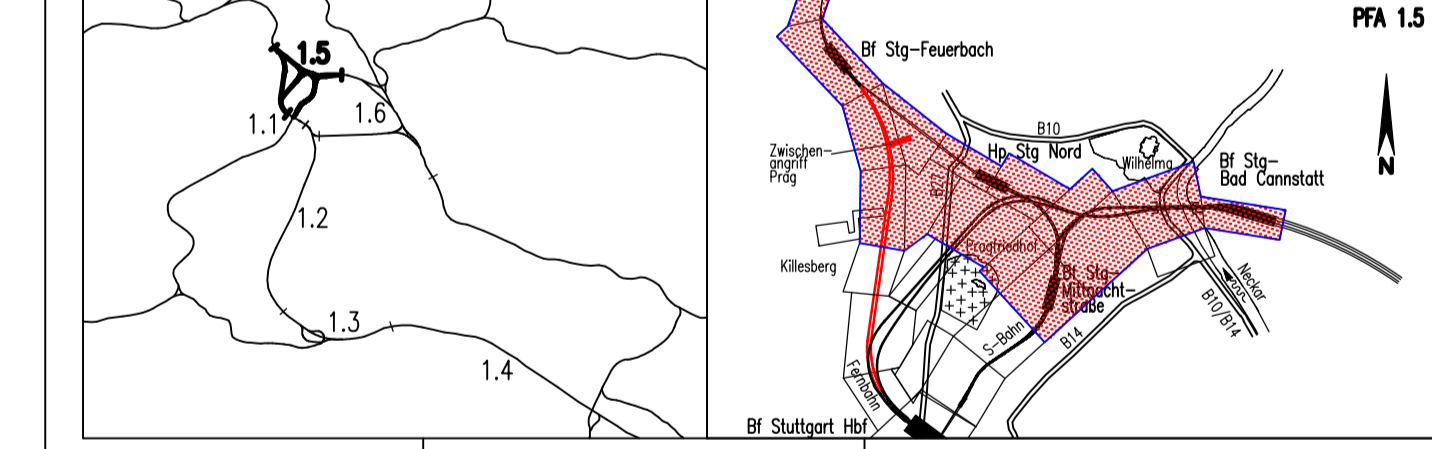 1.5
1.1
1.6
1.2
1.3
1.4
PFA 1.5
Bf Stg-Feuerbach
B10
Zwischen-
angriff
Prag
Hp Stg Nord
Wilhelma
Bf Stg-
Bad Cannstatt
B27
Pragfriedhof
Killesberg
Bf Stg-
Mittnacht-
straße
Neckar
B10/B14
S-Bahn
B14
Fernbahn
Bf Stuttgart Hbf
N